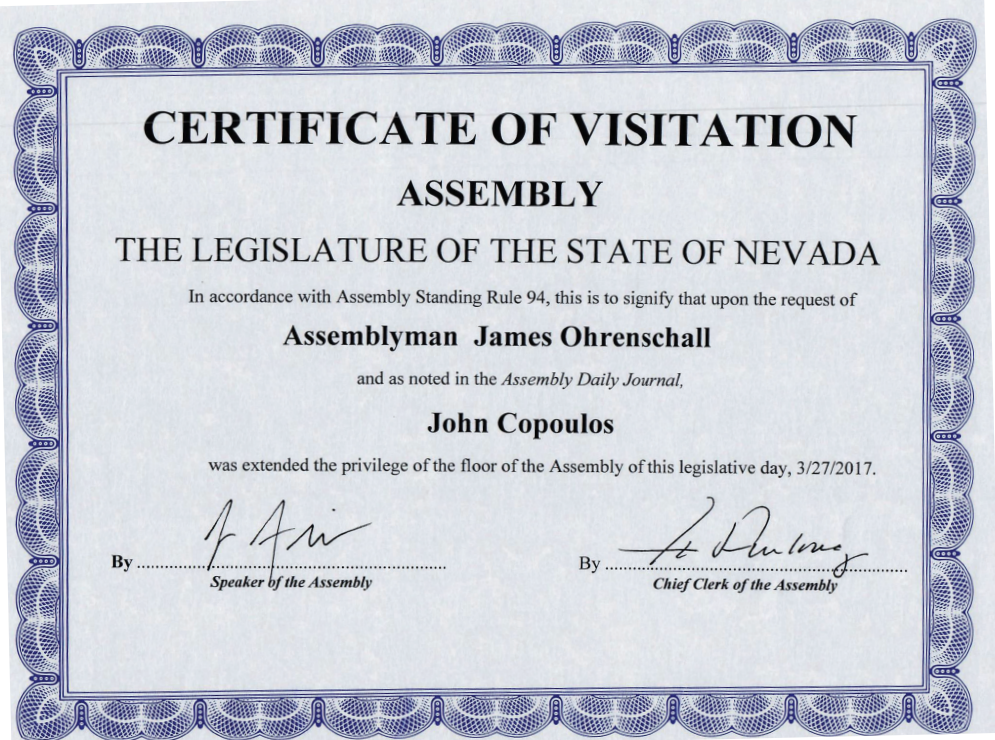 CERTIFICATE OF VISITATION
ASSEMBLY
THE LEGISLATURE OF THE STATE OF NEVADA
In accordance with Assembly Standing Rule 94, this is to signify that upon the request of
Assemblyman James Ohrenschall
and as noted in the Assembly Daily Journal,
John Copoulos
was extended the privilege of the floor of the Assembly of this legislative day, 3/27/2017.
By
By
Speaker of the Assembly
Chief Clerk of the Assembly